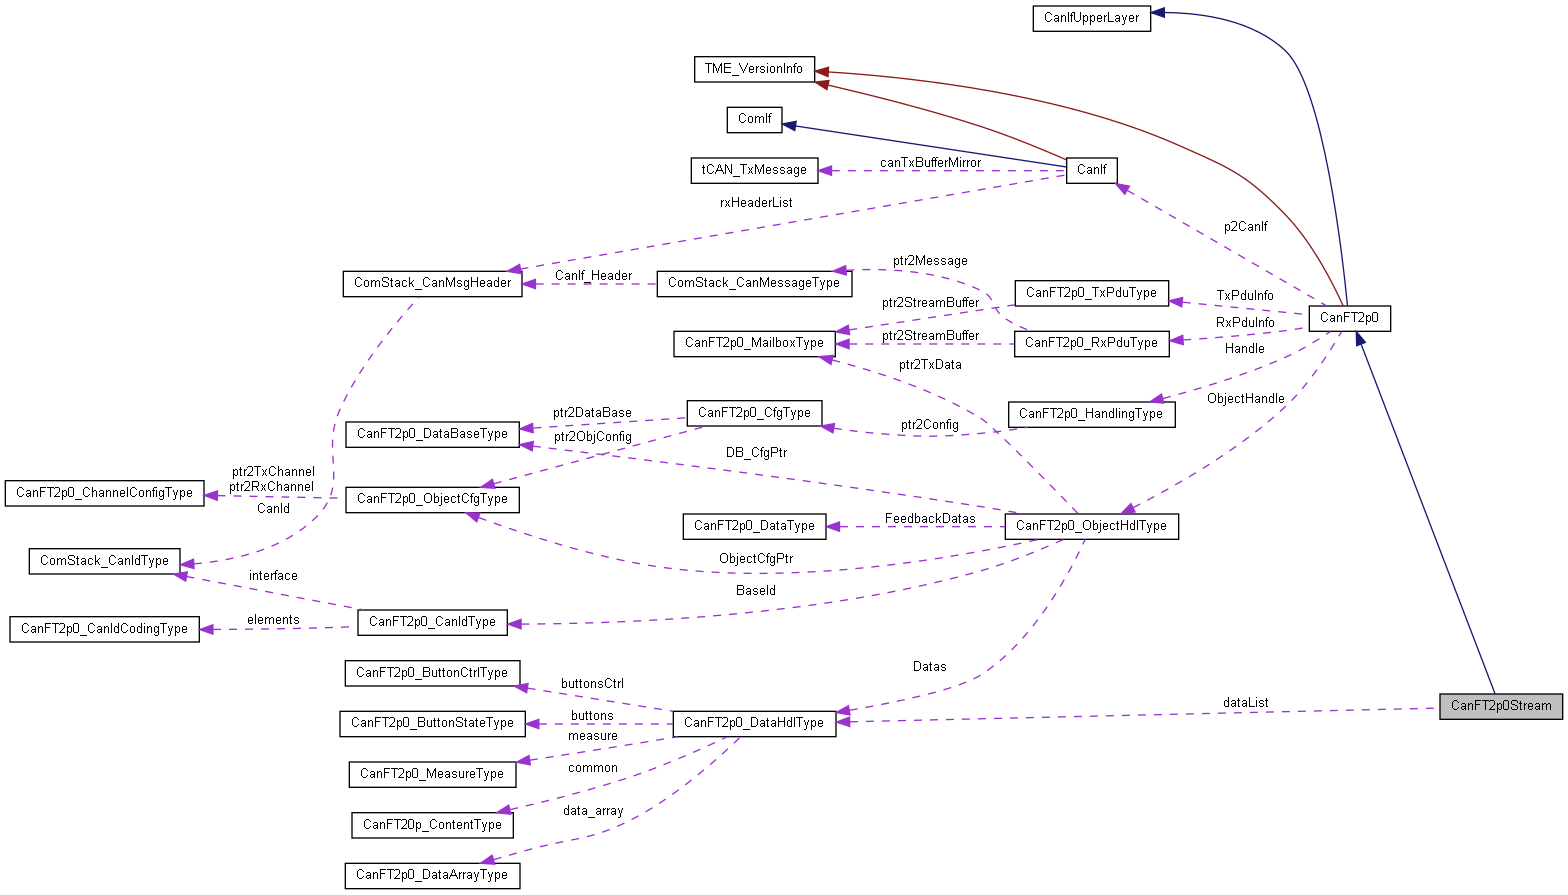 CanIfUpperLayer
TME_VersionInfo
ComIf
tCAN_TxMessage
canTxBufferMirror
CanIf
rxHeaderList
p2CanIf
ComStack_CanMsgHeader
CanIf_Header
ComStack_CanMessageType
ptr2Message
CanFT2p0_TxPduType
TxPduInfo
ptr2StreamBuffer
CanFT2p0
RxPduInfo
CanFT2p0_MailboxType
ptr2StreamBuffer
CanFT2p0_RxPduType
Handle
ptr2TxData
ObjectHandle
ptr2DataBase
CanFT2p0_CfgType
CanFT2p0_HandlingType
ptr2Config
CanFT2p0_DataBaseType
ptr2ObjConfig
DB_CfgPtr
ptr2TxChannel
ptr2RxChannel
CanFT2p0_ChannelConfigType
CanFT2p0_ObjectCfgType
CanId
CanFT2p0_DataType
FeedbackDatas
CanFT2p0_ObjectHdlType
ComStack_CanIdType
ObjectCfgPtr
interface
BaseId
elements
CanFT2p0_CanIdCodingType
CanFT2p0_CanIdType
Datas
CanFT2p0_ButtonCtrlType
buttonsCtrl
dataList
CanFT2p0Stream
CanFT2p0_ButtonStateType
buttons
CanFT2p0_DataHdlType
measure
CanFT2p0_MeasureType
common
CanFT20p_ContentType
data_array
CanFT2p0_DataArrayType